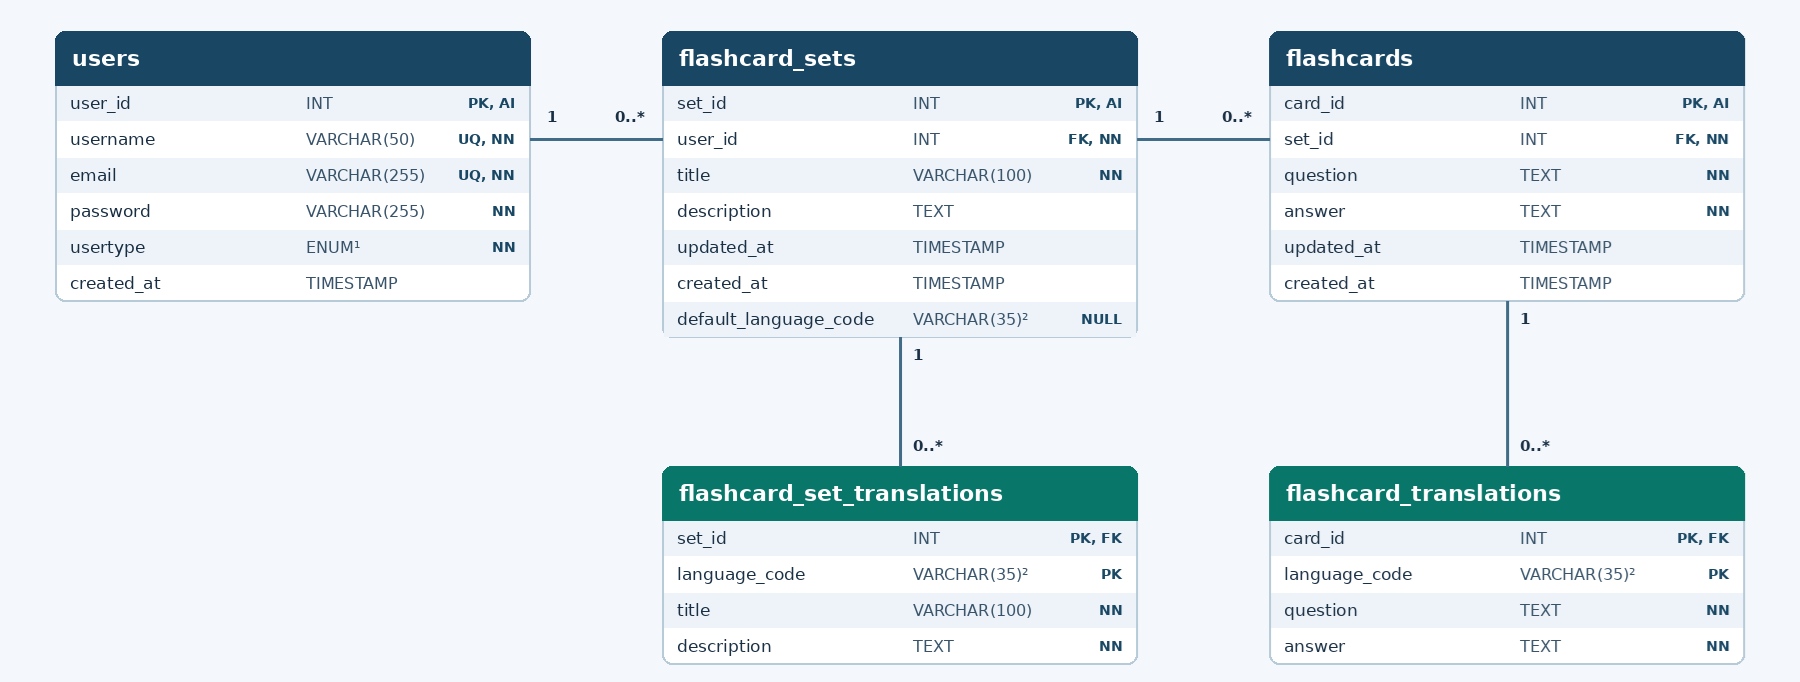 users
user_id INT PK, AI
username VARCHAR(50) UQ, NN
email VARCHAR(255) UQ, NN
password VARCHAR(255) NN
usertype ENUM¹ NN
created_at TIMESTAMP
1 0..*
flashcard_sets
set_id INT PK, AI
user_id INT FK, NN
title VARCHAR(100) NN
description TEXT
updated_at TIMESTAMP
created_at TIMESTAMP
default_language_code VARCHAR(35)² NULL
1 0..*
flashcards
card_id INT PK, AI
set_id INT FK, NN
question TEXT NN
answer TEXT NN
updated_at TIMESTAMP
created_at TIMESTAMP
1
0..*
1
0..*
flashcard_set_translations
set_id INT PK, FK
language_code VARCHAR(35)² PK
title VARCHAR(100) NN
description TEXT NN
flashcard_translations
card_id INT PK, FK
language_code VARCHAR(35)² PK
question TEXT NN
answer TEXT NN